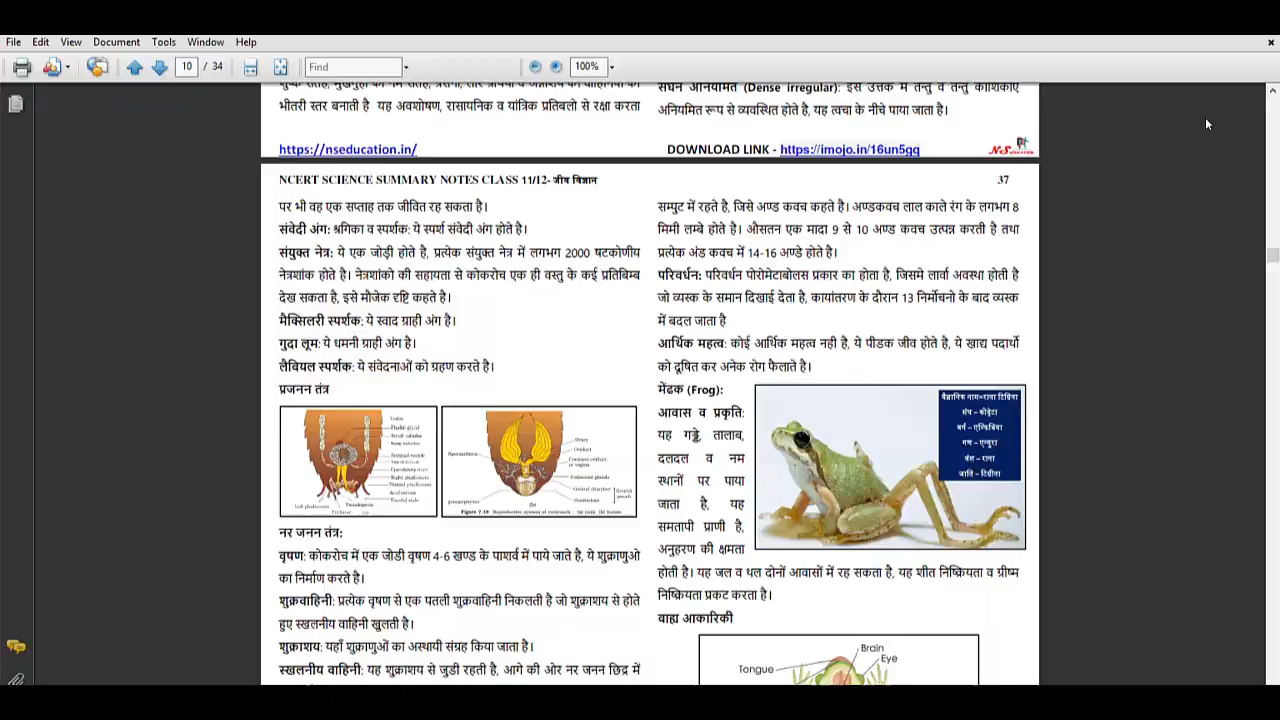 File Edit View Document Tools Window Help
10 / 34 Find 100%
भीतरी स्तर बनाती है यह अवशोषण, रासायनिक व यांत्रिक प्रतिबलो से रक्षा करता
सघन अनियमित (Dense irregular): इस उत्तक में तन्तु व तन्तु कोशिकाएं
अनियमित रूप से व्यवस्थित होते है, यह त्वचा के नीचे पाया जाता है।
https://nseducation.in/
DOWNLOAD LINK - https://imojo.in/16un5gq
NCERT SCIENCE SUMMARY NOTES CLASS 11/12- जीव विज्ञान
37
पर भी वह एक सप्ताह तक जीवित रह सकता है।
संवेदी अंग: श्रगिका व स्पर्शक: ये स्पर्श संवेदी अंग होते है।
संयुक्त नेत्र: ये एक जोड़ी होते है, प्रत्येक संयुक्त नेत्र में लगभग 2000 षटकोणीय
नेत्रशांक होते है। नेत्रशांको की सहायता से कोकरोच एक ही वस्तु के कई प्रतिबिम्ब
देख सकता है, इसे मौजेक दृष्टि कहते है।
मैक्सिलरी स्पर्शक: ये स्वाद ग्राही अंग है।
गुदा लूम: ये धमनी ग्राही अंग है।
लैवियल स्पर्शक: ये संवेदनाओं को ग्रहण करते है।
प्रजनन तंत्र
नर जनन तंत्र:
वृषण: कोकरोच में एक जोडी वृषण 4-6 खण्ड के पाशर्व में पाये जाते है, ये शुक्राणुओ
का निर्माण करते है।
शुक्रवाहिनी: प्रत्येक वृषण से एक पतली शुक्रवाहिनी निकलती है जो शुक्राशय से होते
हुए स्खलनीय वाहिनी खुलती है।
शुक्राशय: यहाँ शुक्राणुओं का अस्थायी संग्रह किया जाता है।
स्खलनीय वाहिनी: यह शुक्राशय से जुडी रहती है, आगे की ओर नर जनन छिद्र में
सम्पुट में रहते है, जिसे अण्ड कवच कहते है। अण्डकवच लाल काले रंग के लगभग 8
मिमी लम्बे होते है। औसतन एक मादा 9 से 10 अण्ड कवच उत्पन्न करती है तथा
प्रत्येक अंड कवच में 14-16 अण्डे होते है।
परिवर्धन: परिवर्धन पोरोमेटाबोलस प्रकार का होता है, जिसमे लार्वा अवस्था होती है
जो व्यस्क के समान दिखाई देता है, कायांतरण के दौरान 13 निर्मोचनो के बाद व्यस्क
में बदल जाता है
आर्थिक महत्व: कोई आर्थिक महत्व नही है, ये पीडक जीव होते है, ये खाद्य पदार्थो
को दूषित कर अनेक रोग फैलाते है।
मेंढक (Frog):
आवास व प्रकृति:
यह गड्ढे, तालाब,
दलदल व नम
स्थानों पर पाया
जाता है, यह
समतापी प्राणी है,
अनुहरण की क्षमता
होती है। यह जल व थल दोनों आवासों में रह सकता है, यह शीत निष्क्रियता व ग्रीष्म
निष्क्रियता प्रकट करता है।
वैज्ञानिक नाम=राना टिग्रिना
संघ – कोर्डेटा
वर्ग – एम्फिबिया
गण – एन्युरा
वंश – राना
जाति – टिग्रीना
बाह्य आकारिकी
Brain
Eye
Tongue